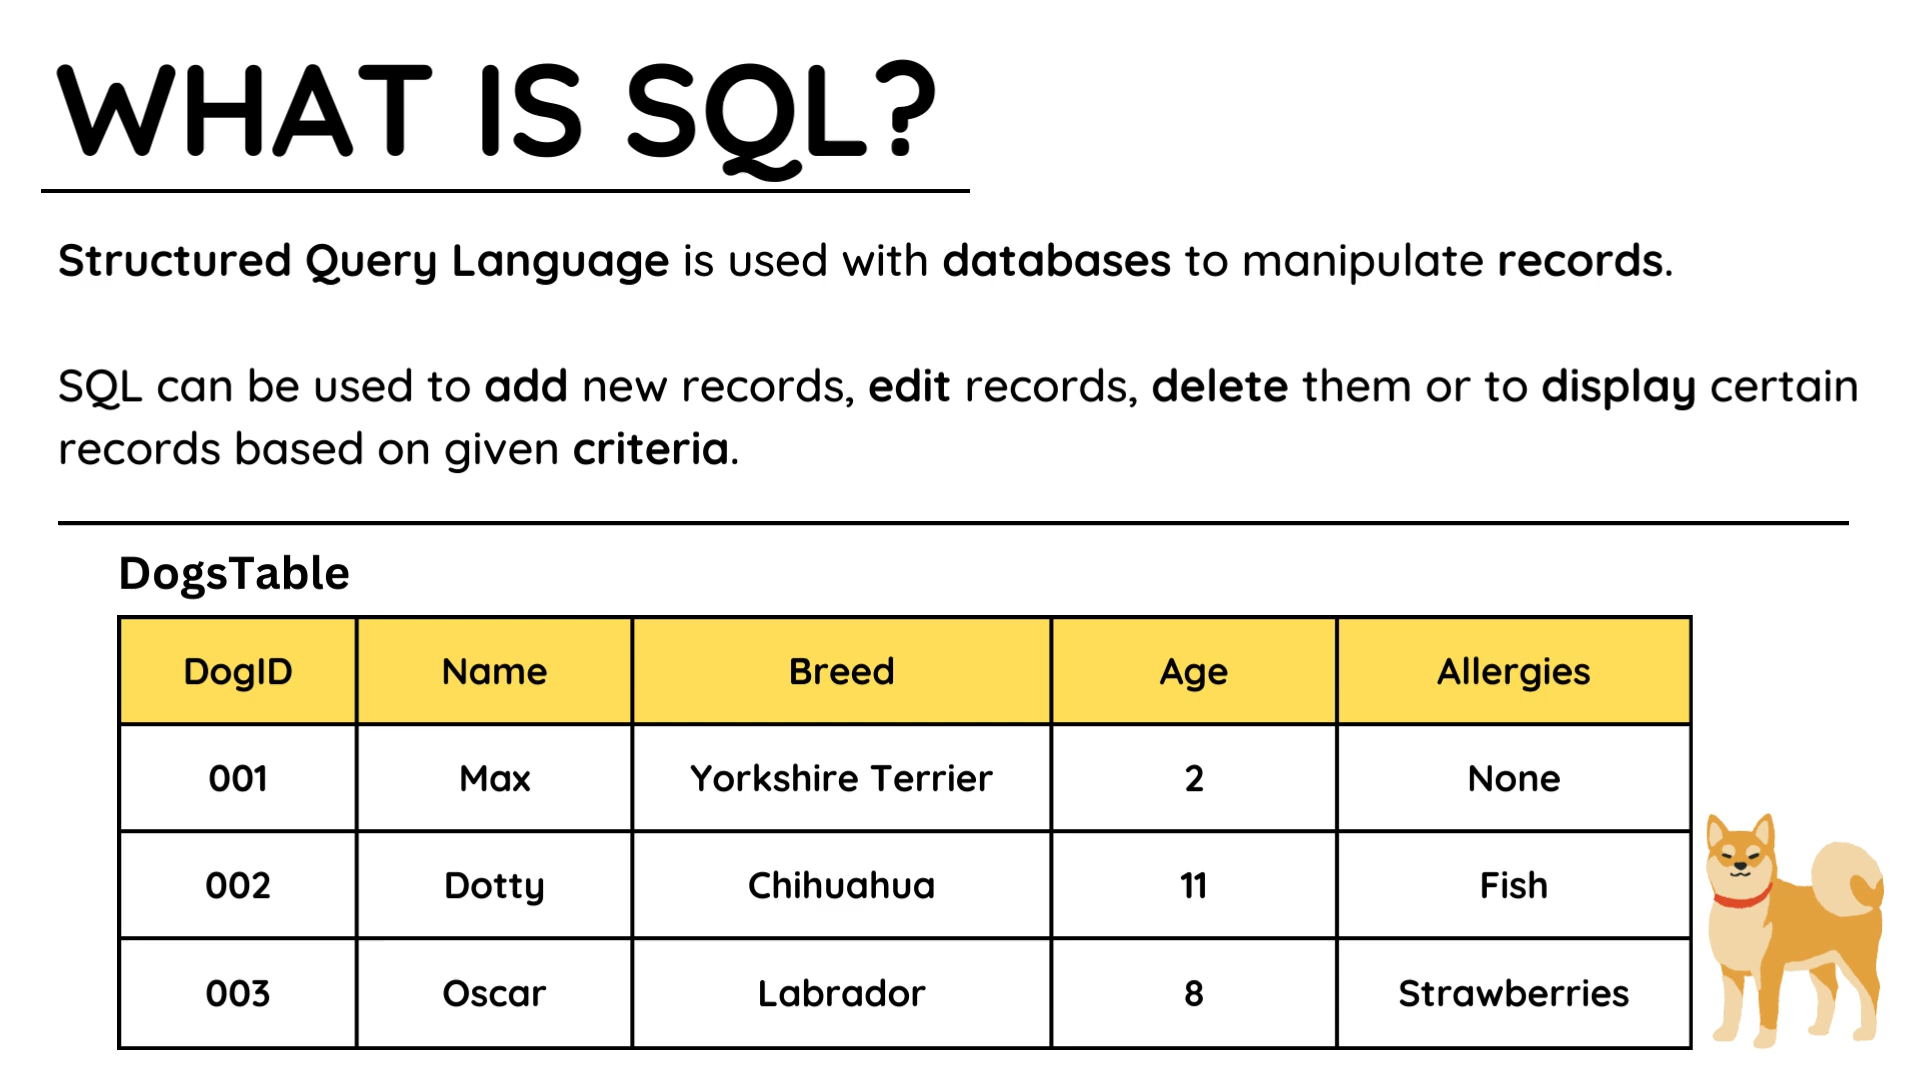 WHAT IS SQL?
Structured Query Language is used with databases to manipulate records.
SQL can be used to add new records, edit records, delete them or to display certain
records based on given criteria.
DogsTable
DogID Name Breed Age Allergies
001 Max Yorkshire Terrier 2 None
002 Dotty Chihuahua 11 Fish
003 Oscar Labrador 8 Strawberries